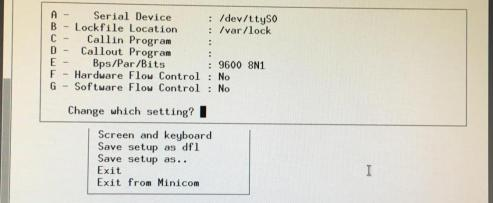 A -    Serial Device      : /dev/ttyS0
B - Lockfile Location     : /var/lock
C -   Callin Program      :
D -  Callout Program      :
E -    Bps/Par/Bits       : 9600 8N1
F - Hardware Flow Control : No
G - Software Flow Control : No
Change which setting?
Screen and keyboard
Save setup as dfl
Save setup as..
Exit
Exit from Minicom